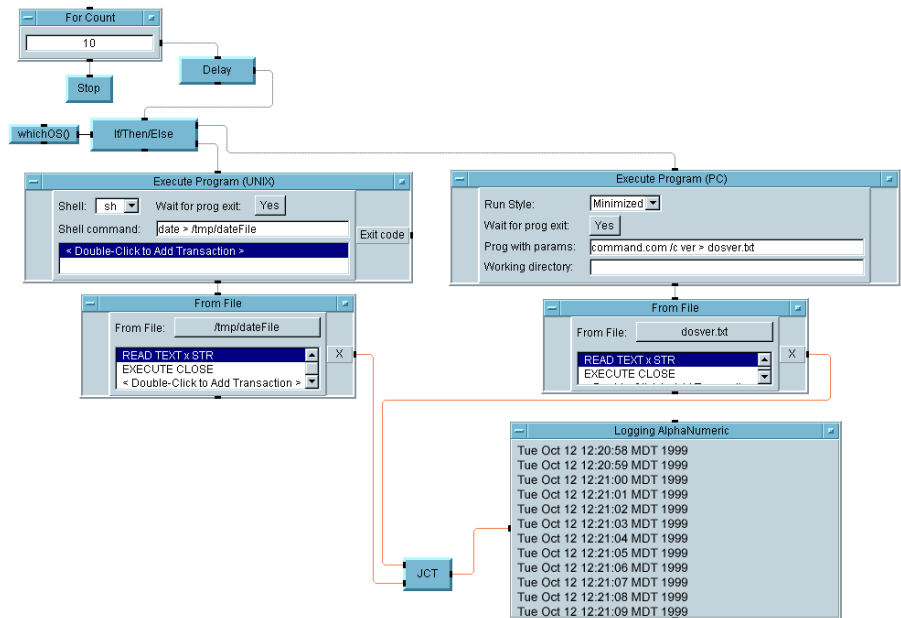 For Count
10
Delay
Stop
whichOS()
If/Then/Else
Execute Program (UNIX)
Shell: sh Wait for prog exit: Yes
Shell command: date > /tmp/dateFile
Exit code
< Double-Click to Add Transaction >
Execute Program (PC)
Run Style: Minimized
Wait for prog exit: Yes
Prog with params: command.com /c ver > dosver.txt
Working directory:
From File
From File: /tmp/dateFile
READ TEXT x STR
EXECUTE CLOSE
< Double-Click to Add Transaction >
X
From File
From File: dosver.txt
READ TEXT x STR
EXECUTE CLOSE
X
Logging AlphaNumeric
Tue Oct 12 12:20:58 MDT 1999
Tue Oct 12 12:20:59 MDT 1999
Tue Oct 12 12:21:00 MDT 1999
Tue Oct 12 12:21:01 MDT 1999
Tue Oct 12 12:21:02 MDT 1999
Tue Oct 12 12:21:03 MDT 1999
Tue Oct 12 12:21:04 MDT 1999
Tue Oct 12 12:21:05 MDT 1999
Tue Oct 12 12:21:06 MDT 1999
Tue Oct 12 12:21:07 MDT 1999
Tue Oct 12 12:21:08 MDT 1999
Tue Oct 12 12:21:09 MDT 1999
JCT